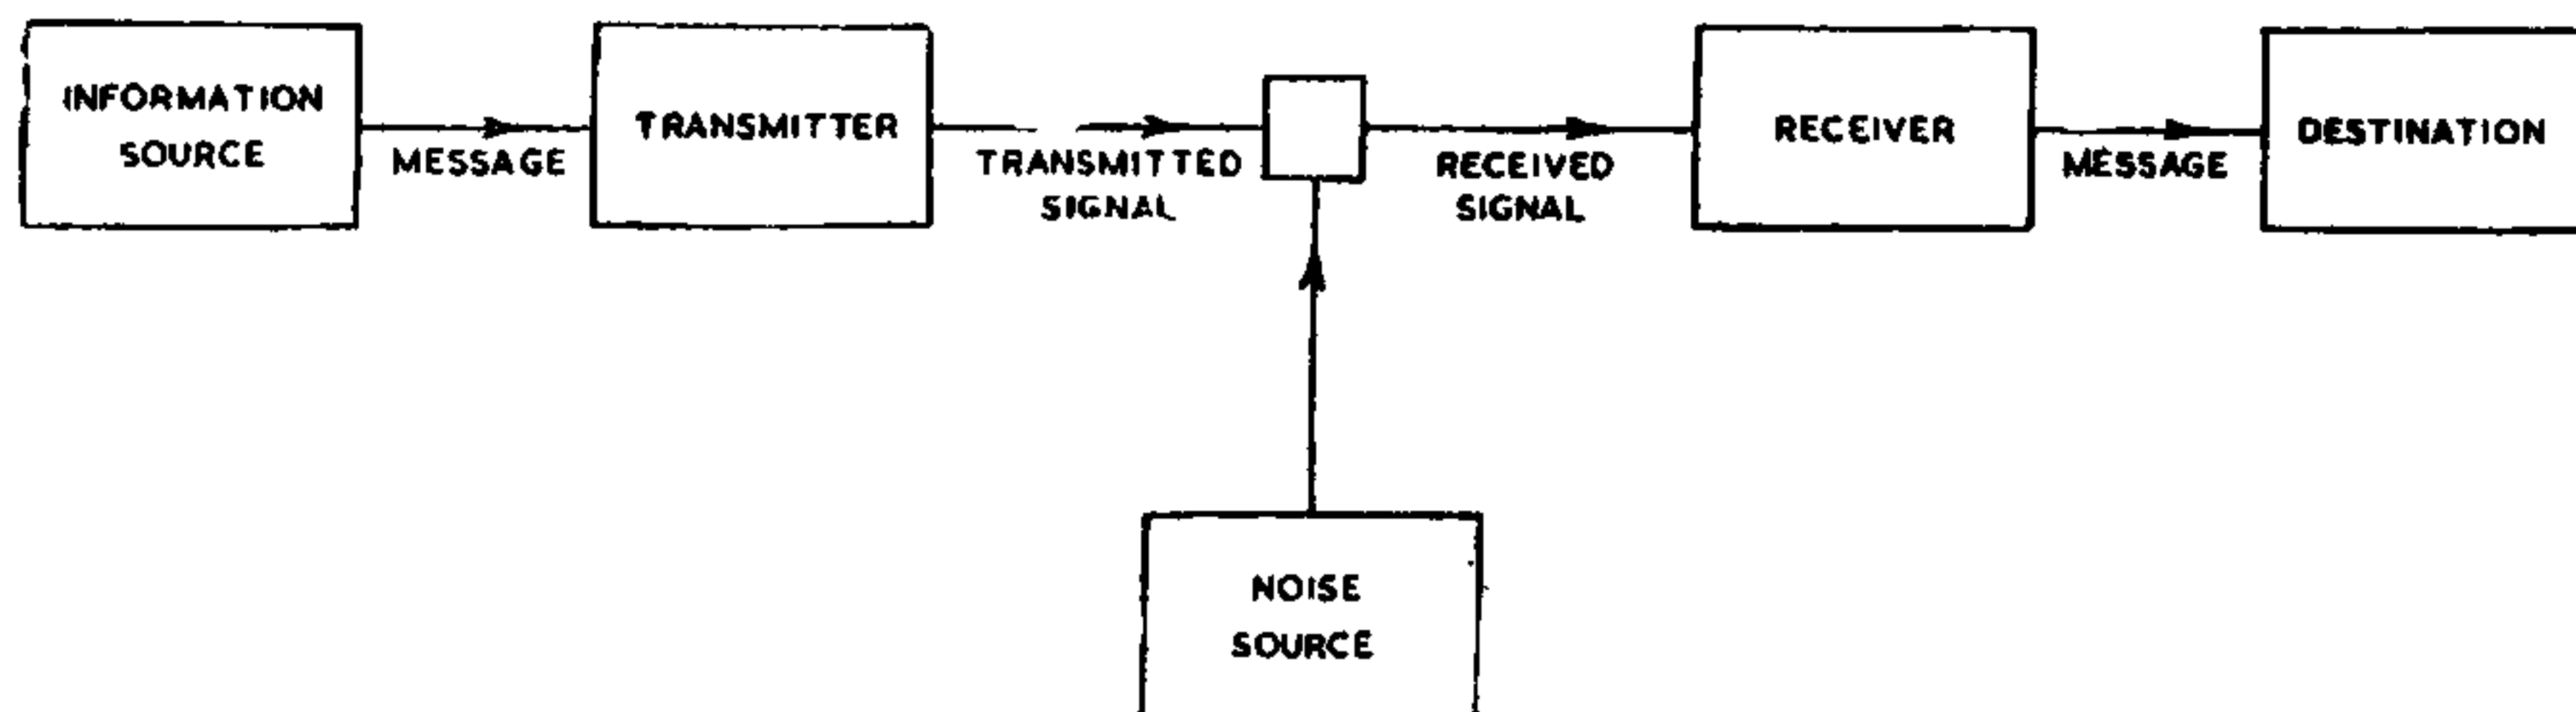 INFORMATION
SOURCE
MESSAGE
TRANSMITTER
TRANSMITTED
SIGNAL
RECEIVED
SIGNAL
RECEIVER
MESSAGE
DESTINATION
NOISE
SOURCE